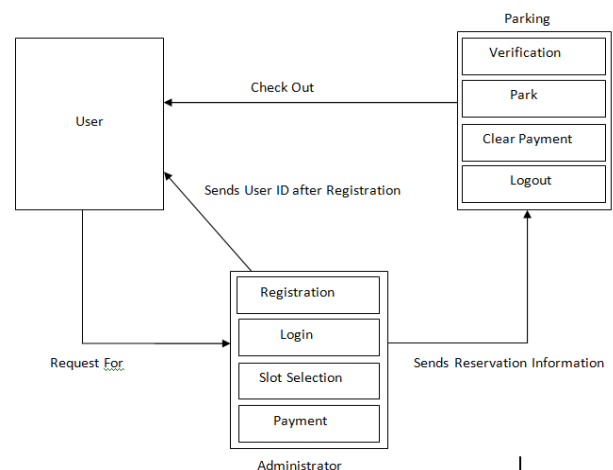 Parking
Verification
Park
Clear Payment
Logout
Check Out
User
Sends User ID after Registration
Registration
Login
Slot Selection
Payment
Administrator
Request For
Sends Reservation Information